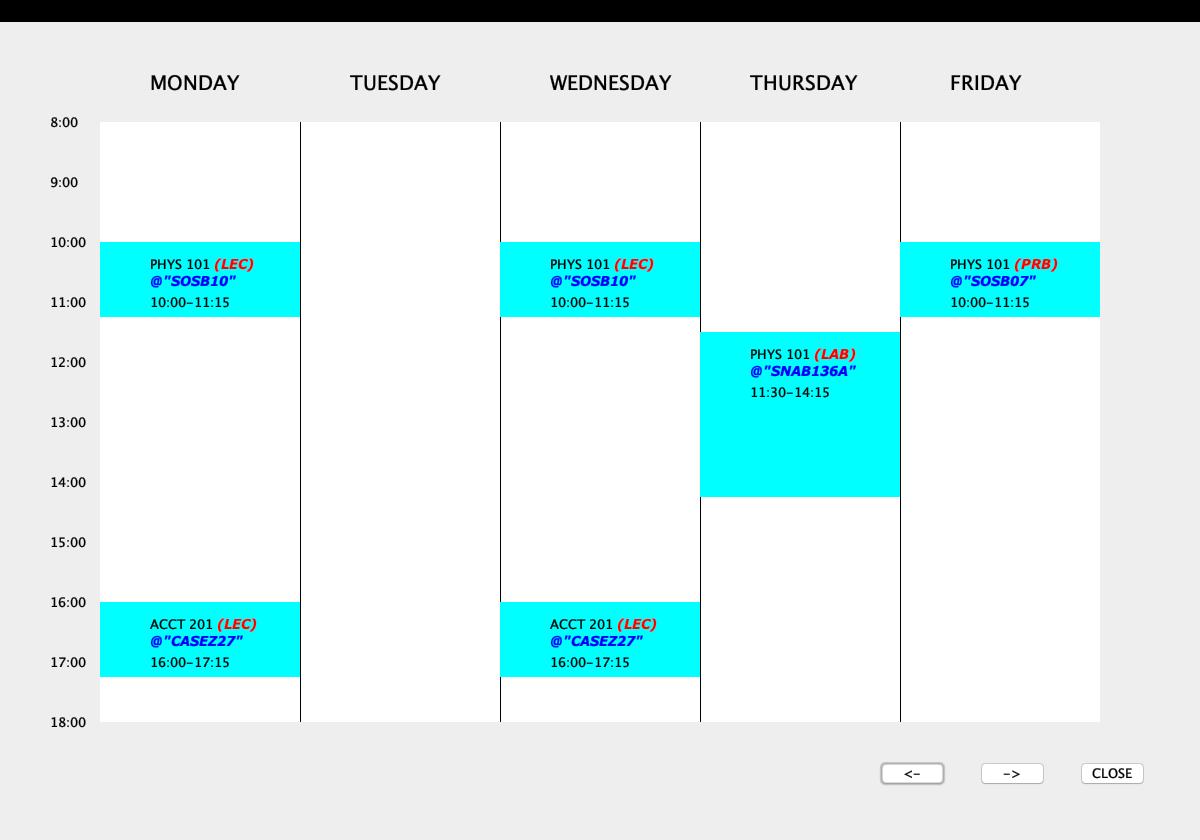 MONDAY TUESDAY WEDNESDAY THURSDAY FRIDAY
8:00
9:00
10:00
PHYS 101 (LEC) PHYS 101 (LEC) PHYS 101 (PRB)
@"SOSB10" @"SOSB10" @"SOSB07"
11:00 10:00-11:15 10:00-11:15 10:00-11:15
PHYS 101 (LAB)
12:00
@"SNAB136A"
11:30-14:15
13:00
14:00
15:00
16:00
ACCT 201 (LEC) ACCT 201 (LEC)
@"CASEZ27" @"CASEZ27"
17:00 16:00-17:15 16:00-17:15
18:00
<- -> CLOSE